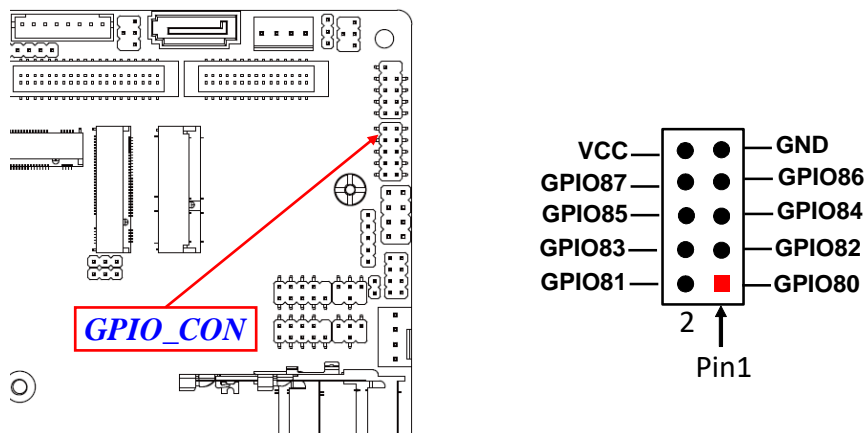 GPIO_CON
VCC GND
GPIO87 GPIO86
GPIO85 GPIO84
GPIO83 GPIO82
GPIO81 GPIO80
2
Pin1